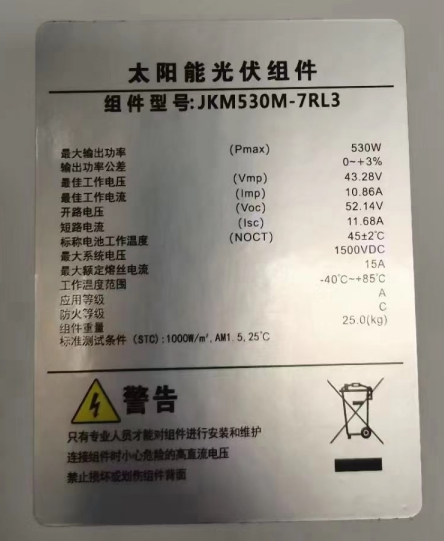 太阳能光伏组件
组件型号:JKM530M-7RL3
最大输出功率 (Pmax) 530W
输出功率公差 0~+3%
最佳工作电压 (Vmp) 43.28V
最佳工作电流 (Imp) 10.86A
开路电压 (Voc) 52.14V
短路电流 (Isc) 11.68A
标称电池工作温度 (NOCT) 45±2℃
最大系统电压 1500VDC
最大额定熔丝电流 15A
工作温度范围 -40℃~+85℃
应用等级 A
防火等级 C
组件重量 25.0(kg)
标准测试条件 (STC):1000W/m²,AM1.5,25℃
警告
只有专业人员才能对组件进行安装和维护
连接组件时小心危险的高直流电压
禁止损坏或划伤组件背面